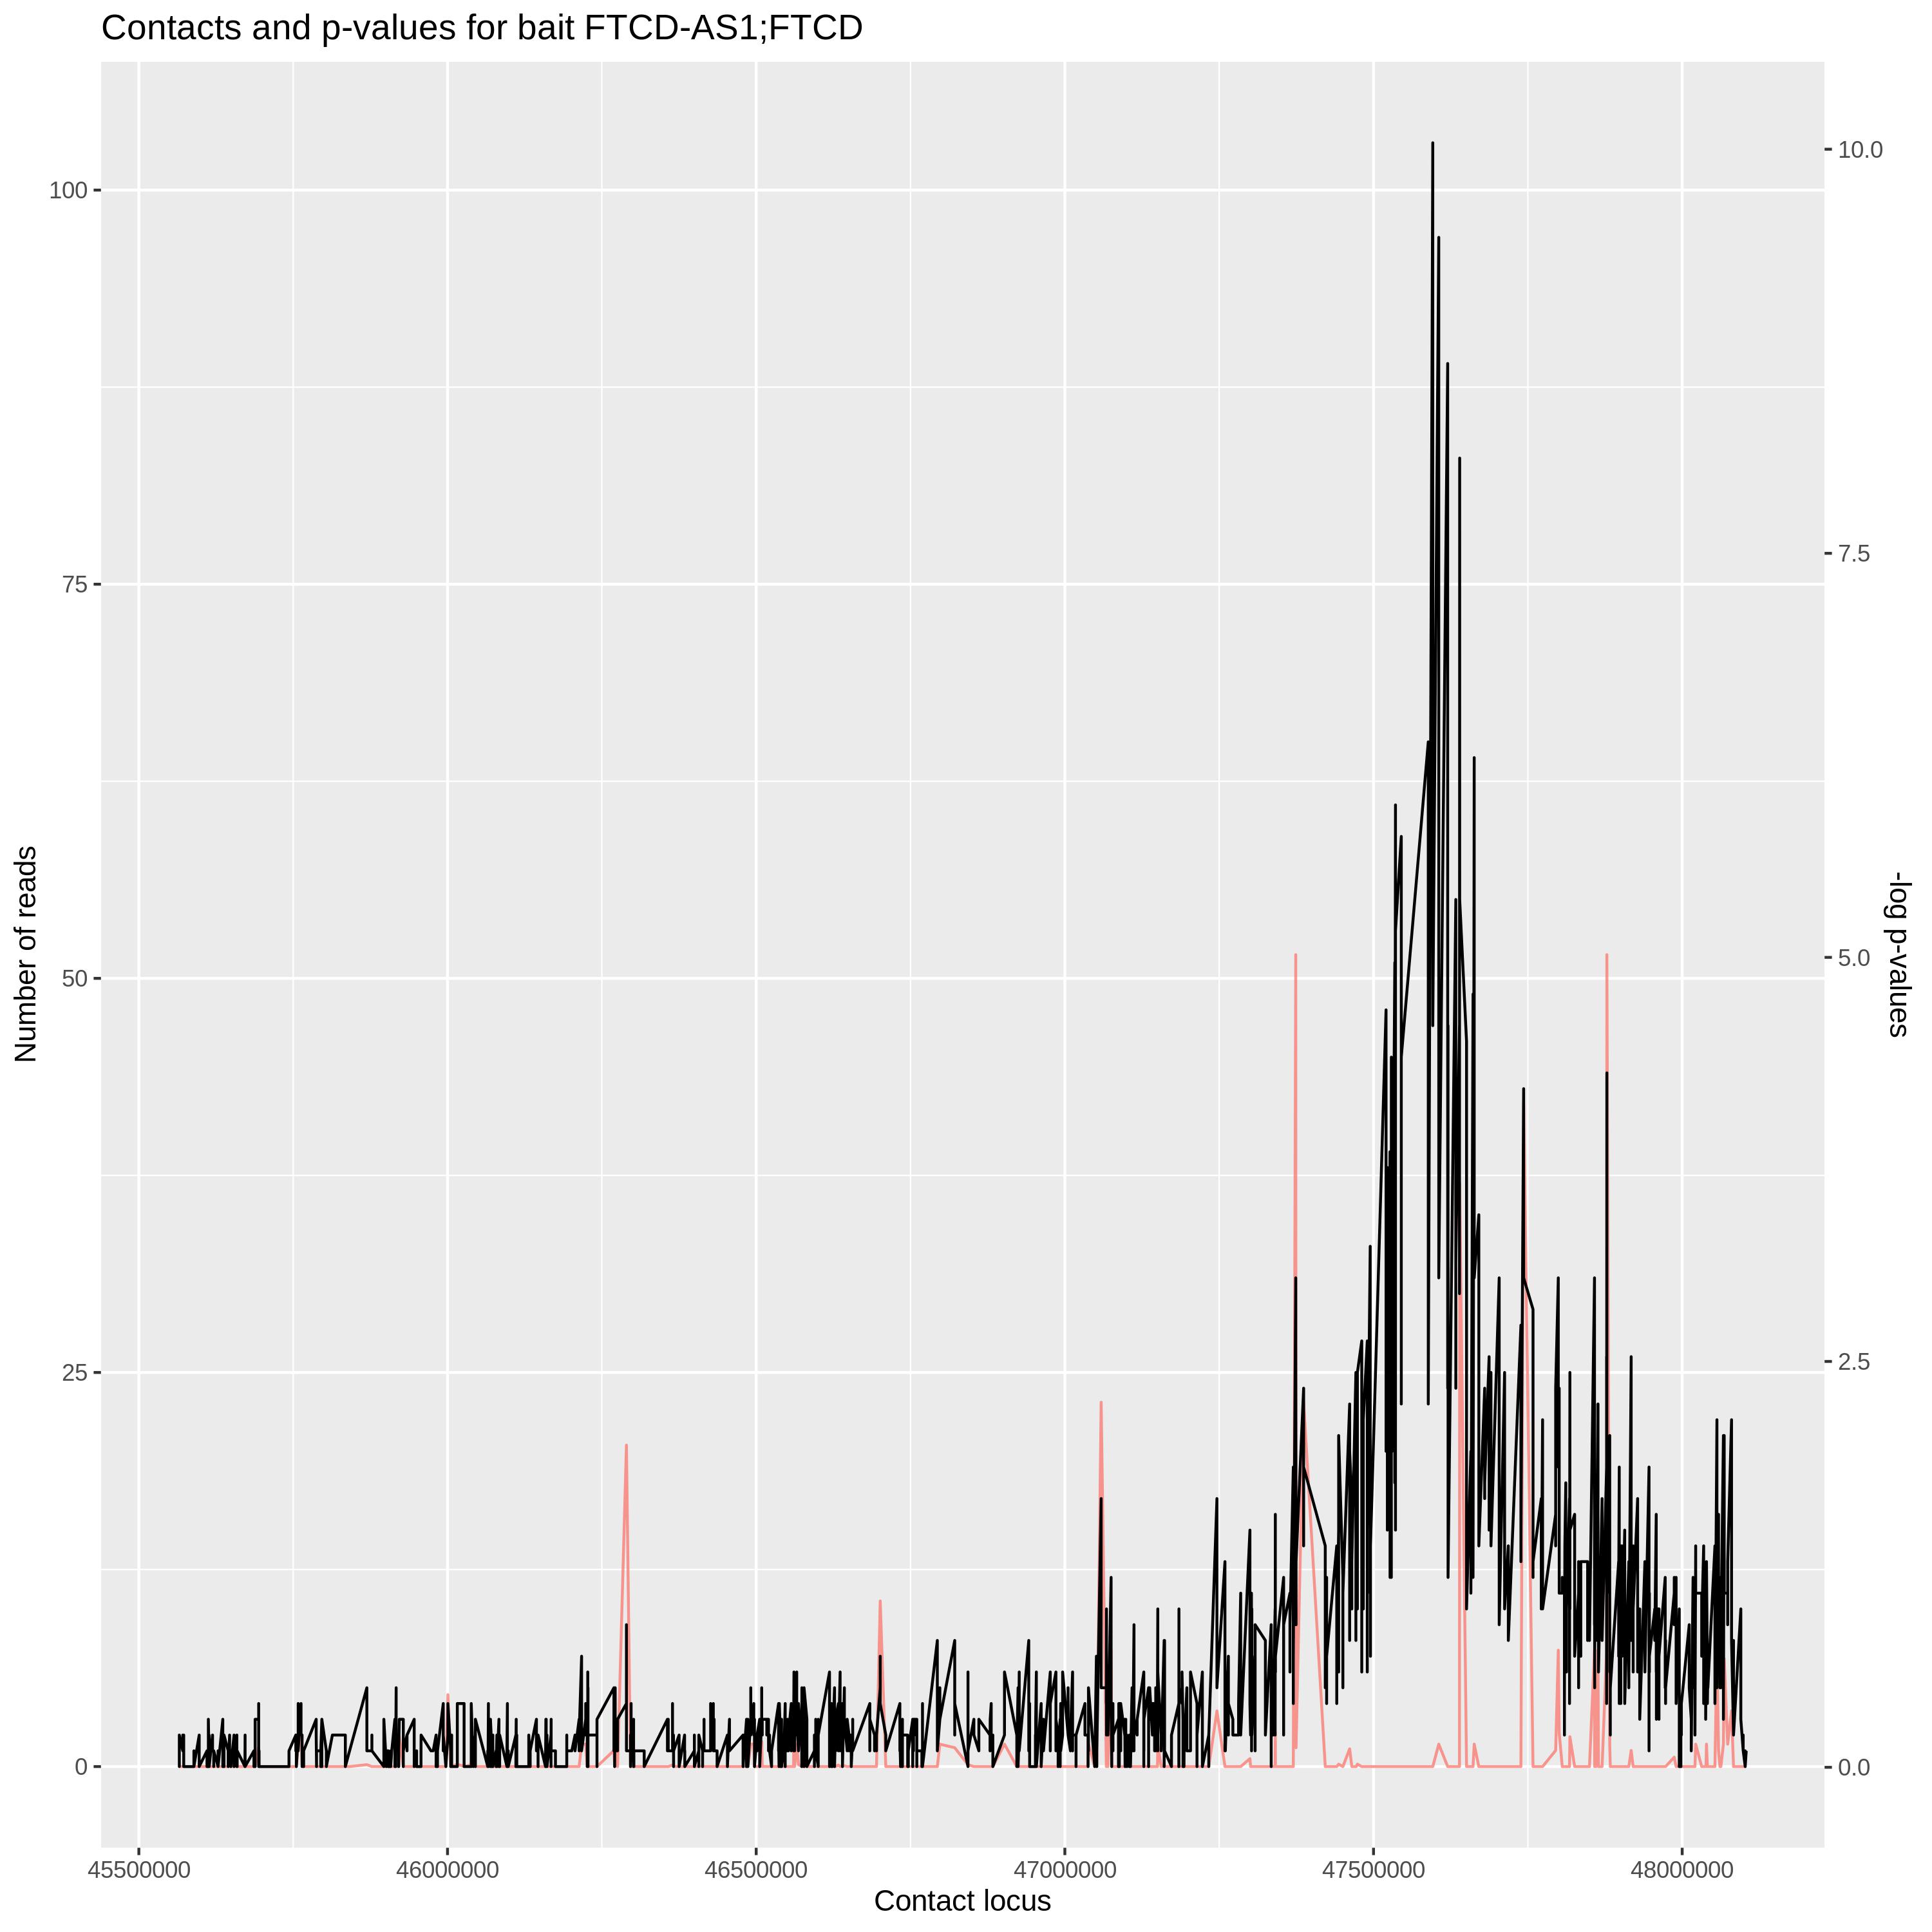 Contacts and p-values for bait FTCD-AS1;FTCD
100
75
50
25
0
Number of reads
10.0
7.5
5.0
2.5
0.0
-log p-values
45500000 46000000 46500000 47000000 47500000 48000000
Contact locus